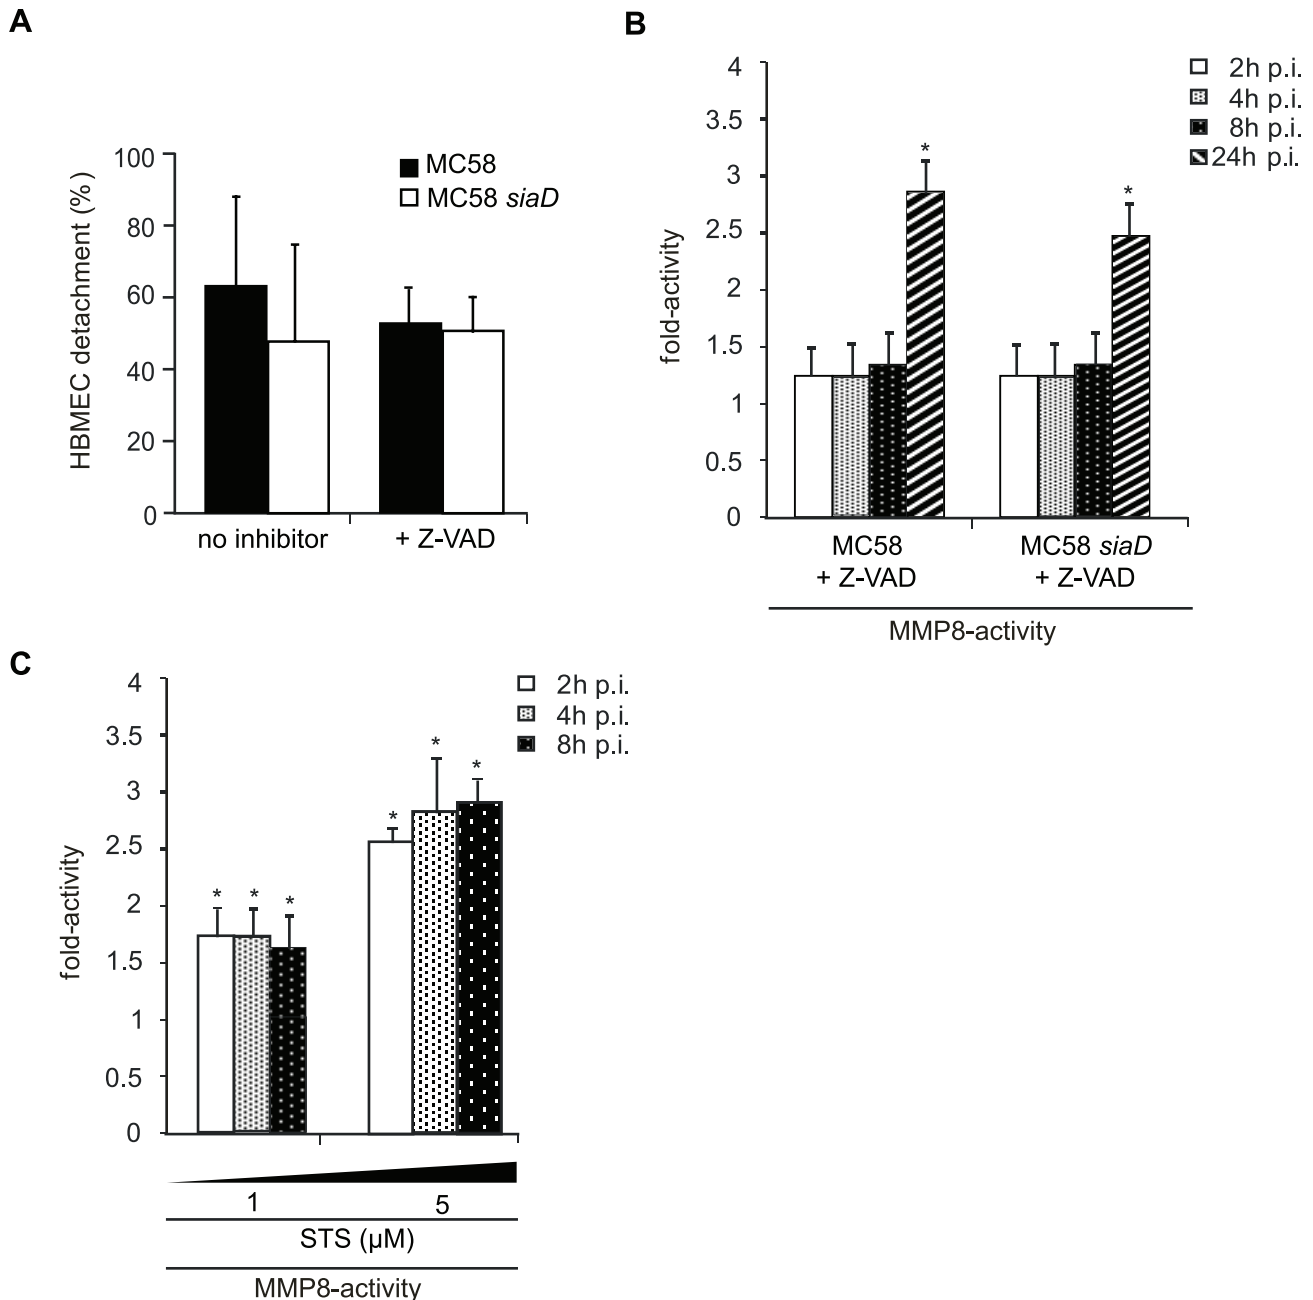 A
HBMEC detachment (%)
100
80
60
40
20
0
MC58
MC58 siaD
no inhibitor
+ Z-VAD
B
fold-activity
4
3.5
3
2.5
2
1.5
1
0.5
0
2h p.i.
4h p.i.
8h p.i.
24h p.i.
*
*
MC58
+ Z-VAD
MC58 siaD
+ Z-VAD
MMP8-activity
C
fold-activity
4
3.5
3
2.5
2
1.5
1
0.5
0
2h p.i.
4h p.i.
8h p.i.
* * *
* * *
1
5
STS (µM)
MMP8-activity